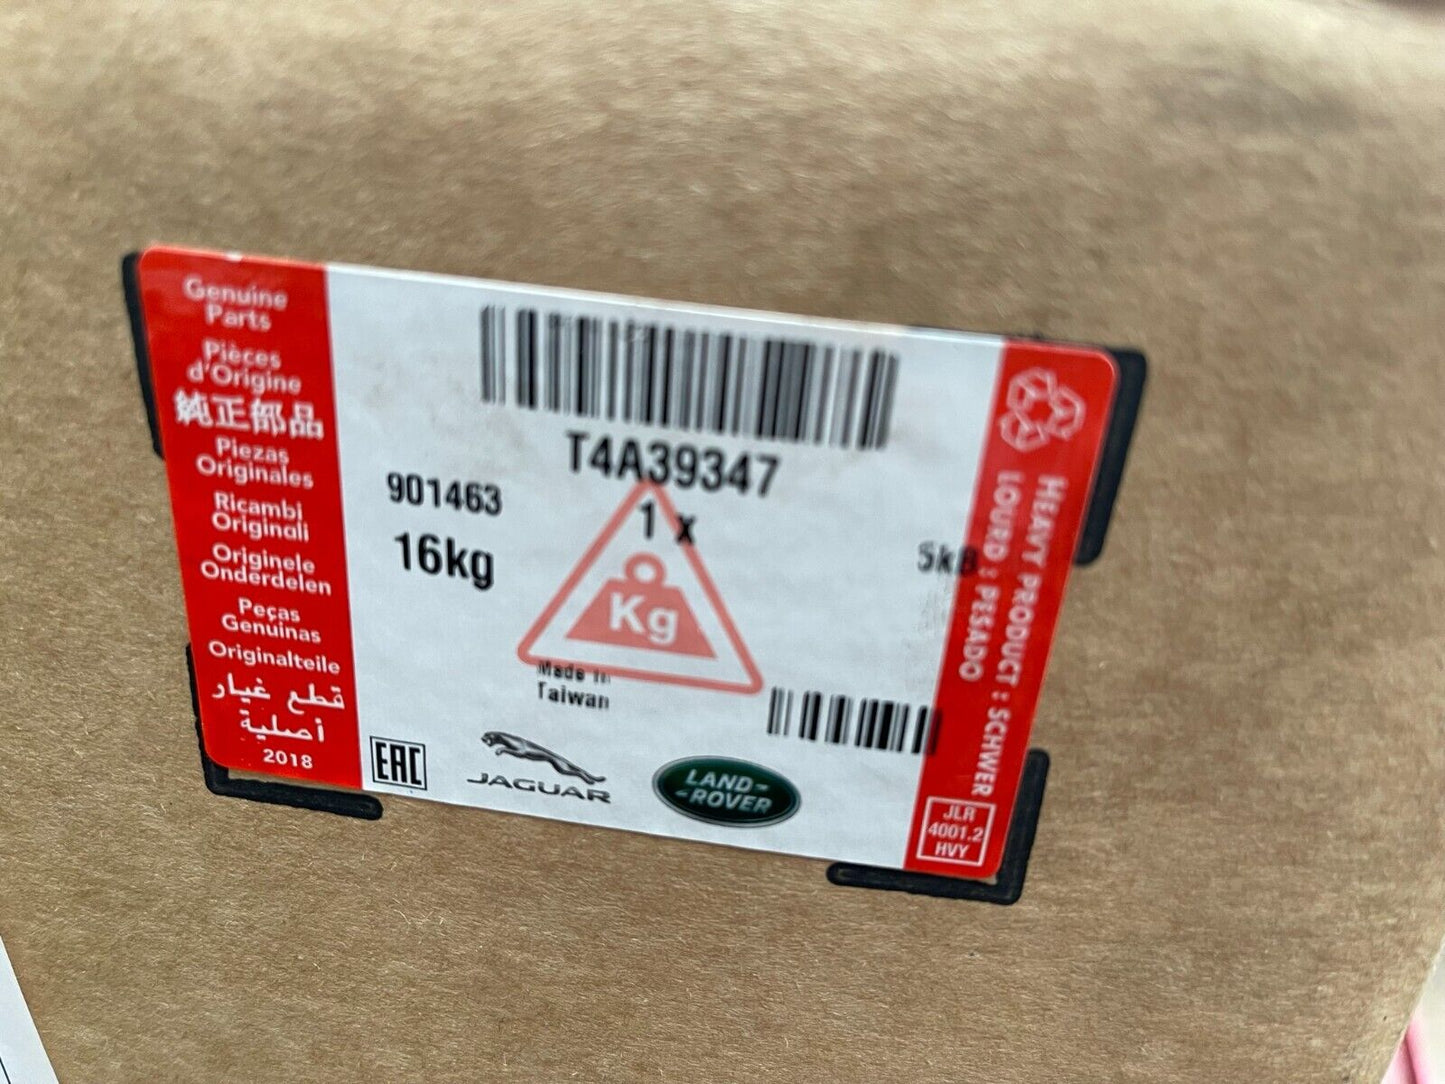 Genuine
Parts
Pièces
d'Origine
純正部品
Piezas
Originales
Ricambi
Originali
Originele
Onderdelen
Peças
Genuinas
Originalteile
قطع غيار
أصلية
2018
T4A39347
901463
1 x
16kg
5kB
Kg
Made in
Taiwan
EAC
JAGUAR
LAND-
-ROVER
HEAVY PRODUCT : SCHWER
LOURD : PESADO
JLR
4001.2
HVY